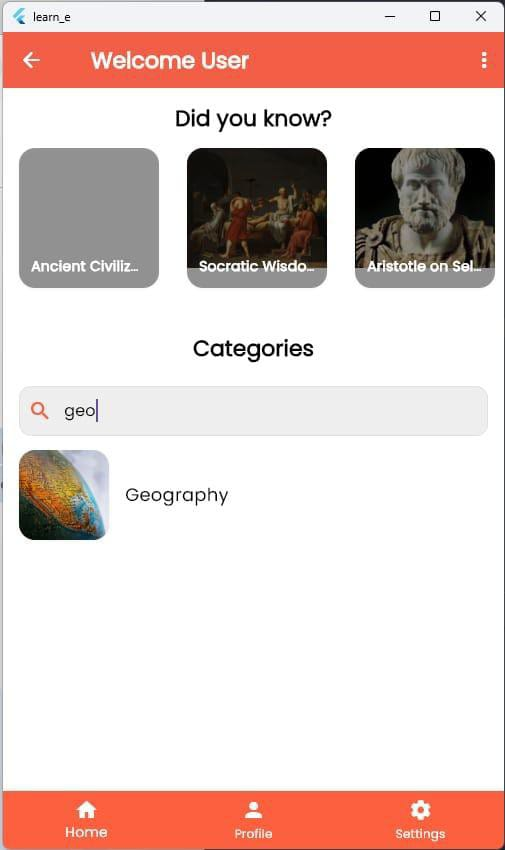 learn_e
Welcome User
Did you know?
Ancient Civiliz...
Socratic Wisdo...
Aristotle on Sel...
Categories
geo
Geography
Home
Profile
Settings